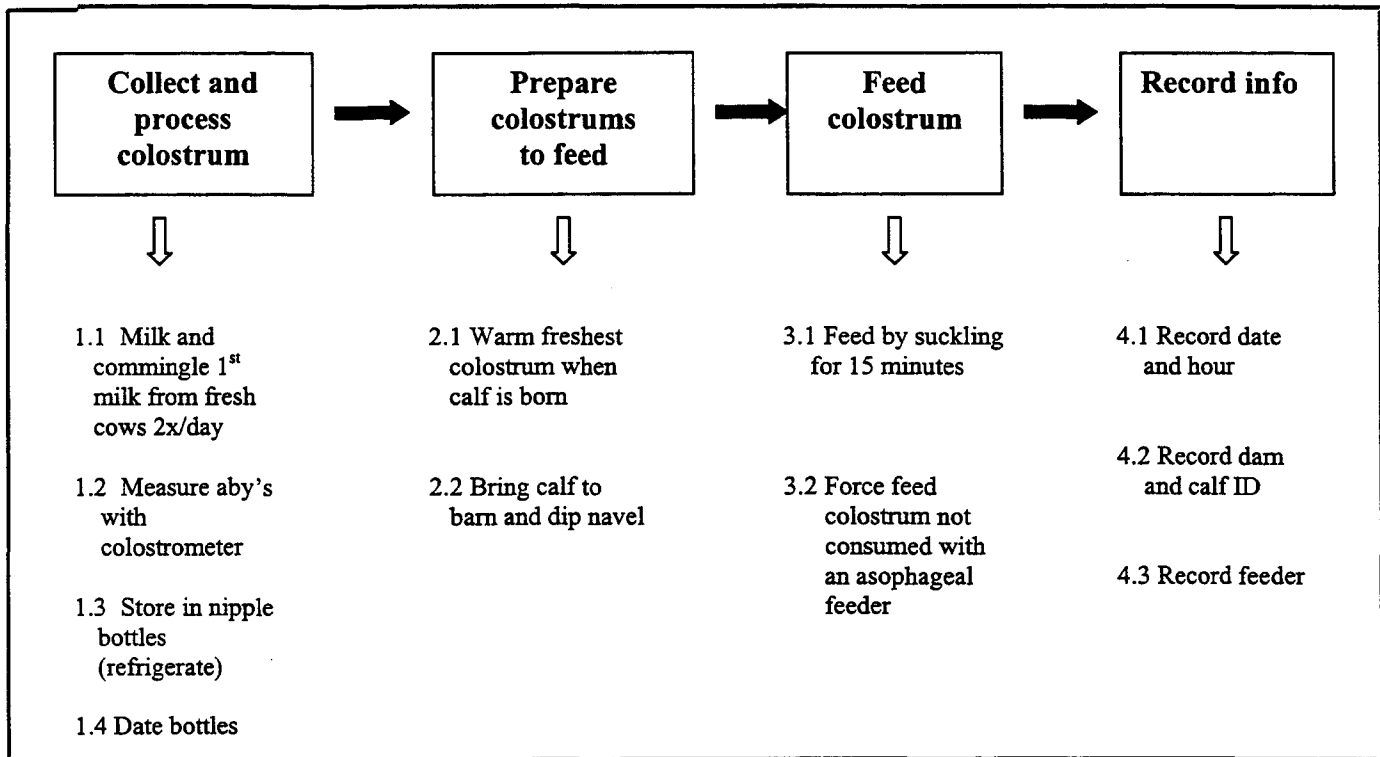 Collect and
process
colostrum
Prepare
colostrums
to feed
Feed
colostrum
Record info
1.1 Milk and
commingle 1st
milk from fresh
cows 2x/day
1.2 Measure aby's
with
colostrometer
1.3 Store in nipple
bottles
(refrigerate)
1.4 Date bottles
2.1 Warm freshest
colostrum when
calf is born
2.2 Bring calf to
barn and dip navel
3.1 Feed by suckling
for 15 minutes
3.2 Force feed
colostrum not
consumed with
an asophageal
feeder
4.1 Record date
and hour
4.2 Record dam
and calf ID
4.3 Record feeder